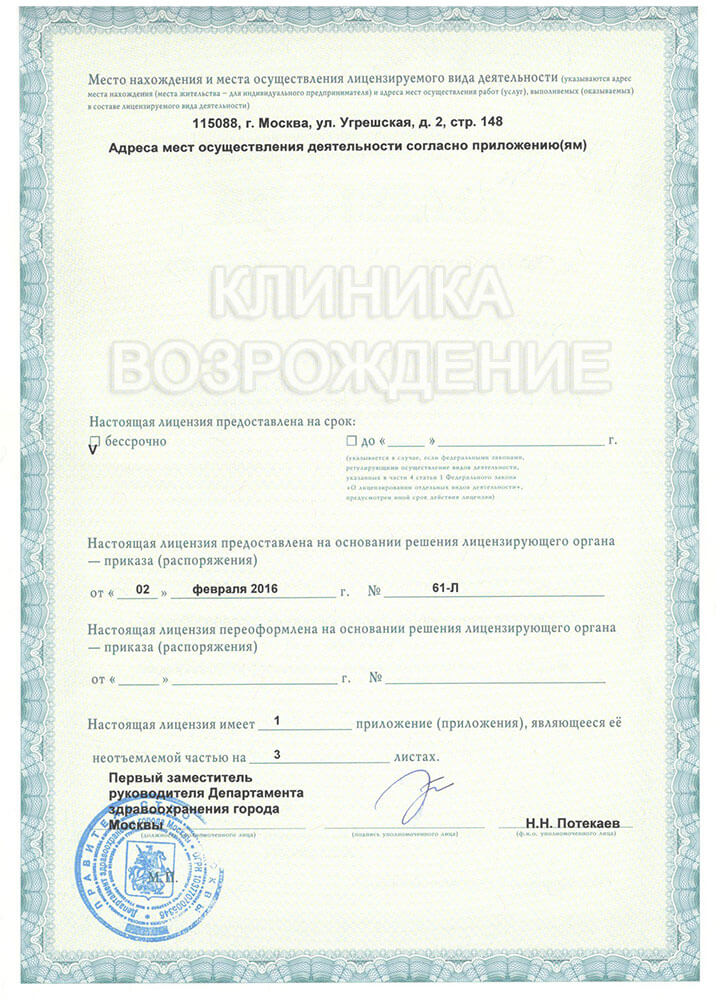 Место нахождения и места осуществления лицензируемого вида деятельности (указываются адрес
места нахождения (места жительства – для индивидуального предпринимателя) и адреса мест осуществления работ (услуг), выполняемых (оказываемых)
в составе лицензируемого вида деятельности)
115088, г. Москва, ул. Угрешская, д. 2, стр. 148
Адреса мест осуществления деятельности согласно приложению(ям)
КЛИНИКА
ВОЗРОЖДЕНИЕ
Настоящая лицензия предоставлена на срок:
V бессрочно
до « _____ » _________________________ г.
(указывается в случае, если федеральными законами,
регулирующими осуществление видов деятельности,
указанных в части 4 статьи 1 Федерального закона
«О лицензировании отдельных видов деятельности»,
предусмотрен иной срок действия лицензии)
Настоящая лицензия предоставлена на основании решения лицензирующего органа
— приказа (распоряжения)
от « 02 » февраля 2016 г. № 61-Л
Настоящая лицензия переоформлена на основании решения лицензирующего органа
— приказа (распоряжения)
от « _____ » _________________________ г. № _________________________
Настоящая лицензия имеет 1 приложение (приложения), являющееся её
неотъемлемой частью на 3 листах.
Первый заместитель
руководителя Департамента
здравоохранения города
Москвы
Н.Н. Потекаев
(должность уполномоченного лица)
(подпись уполномоченного лица)
(ф.и.о. уполномоченного лица)
М.П.